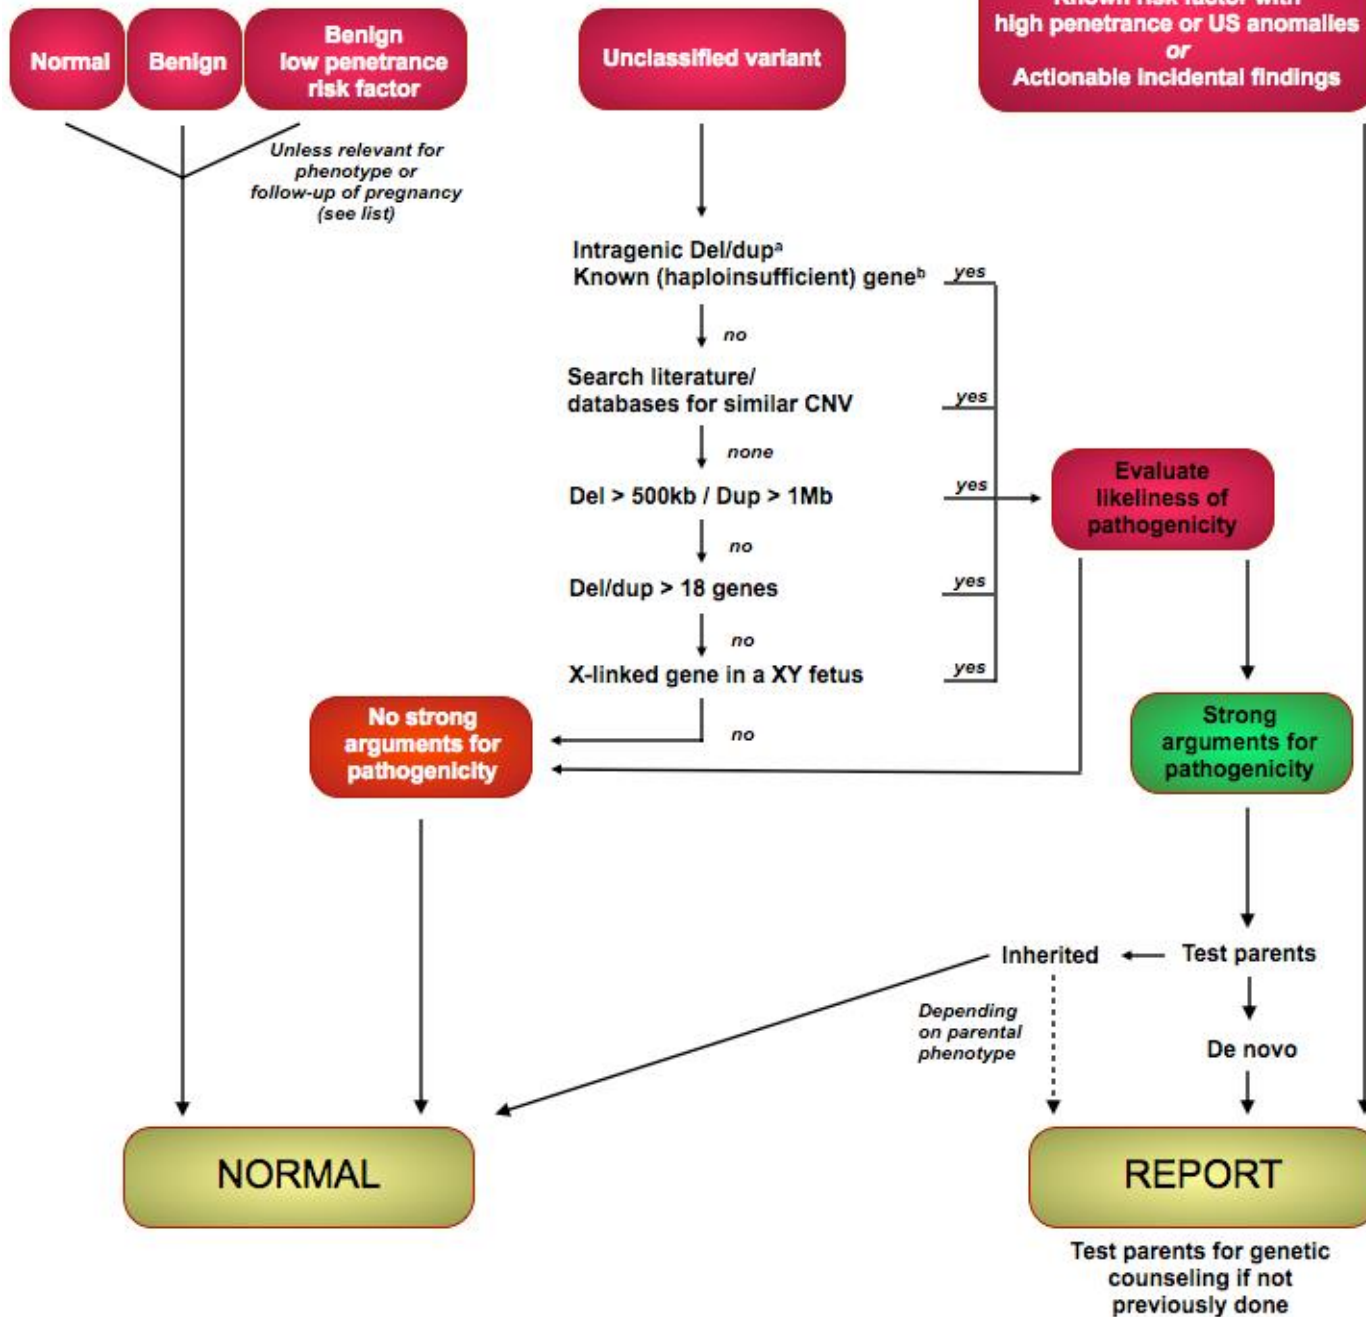 Known risk factor with
high penetrance or US anomalies
or
Actionable incidental findings
Normal
Benign
Benign
low penetrance
risk factor
Unclassified variant
Unless relevant for
phenotype or
follow-up of pregnancy
(see list)
Intragenic Del/dupᵃ
Known (haploinsufficient) geneᵇ
yes
no
Search literature/
databases for similar CNV
yes
none
Del > 500kb / Dup > 1Mb
yes
Evaluate
likeliness of
pathogenicity
no
Del/dup > 18 genes
yes
no
X-linked gene in a XY fetus
yes
no
No strong
arguments for
pathogenicity
Strong
arguments for
pathogenicity
Inherited
Test parents
Depending
on parental
phenotype
De novo
NORMAL
REPORT
Test parents for genetic
counseling if not
previously done